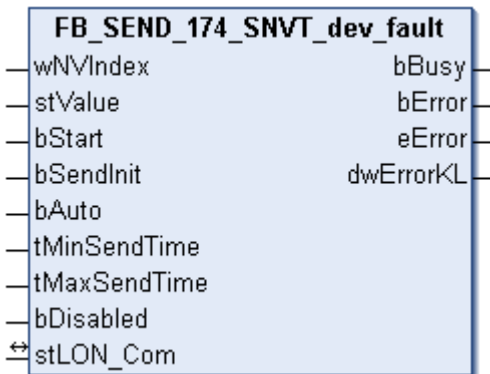 FB_SEND_174_SNVT_dev_fault
wNVIndex bBusy
stValue bError
bStart eError
bSendInit dwErrorKL
bAuto
tMinSendTime
tMaxSendTime
bDisabled
stLON_Com